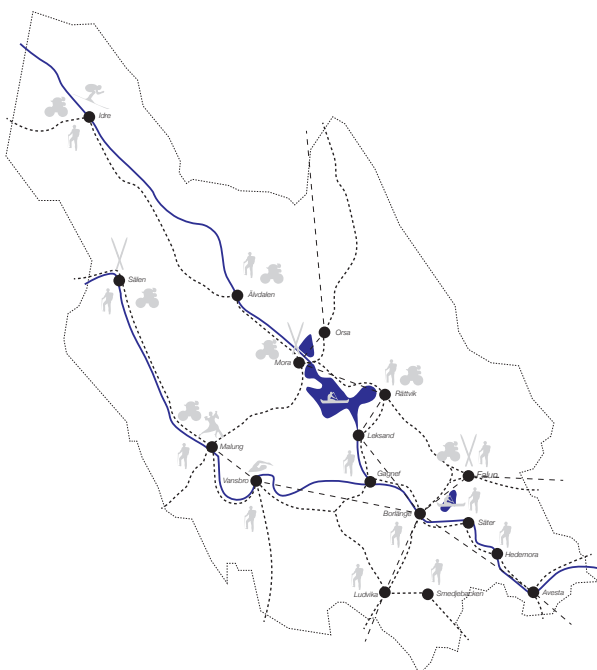 Idre
Sälen
Älvdalen
Orsa
Mora
Rättvik
Leksand
Malung
Vansbro
Gagnef
Falun
Borlänge
Säter
Hedemora
Ludvika
Smedjebacken
Avesta